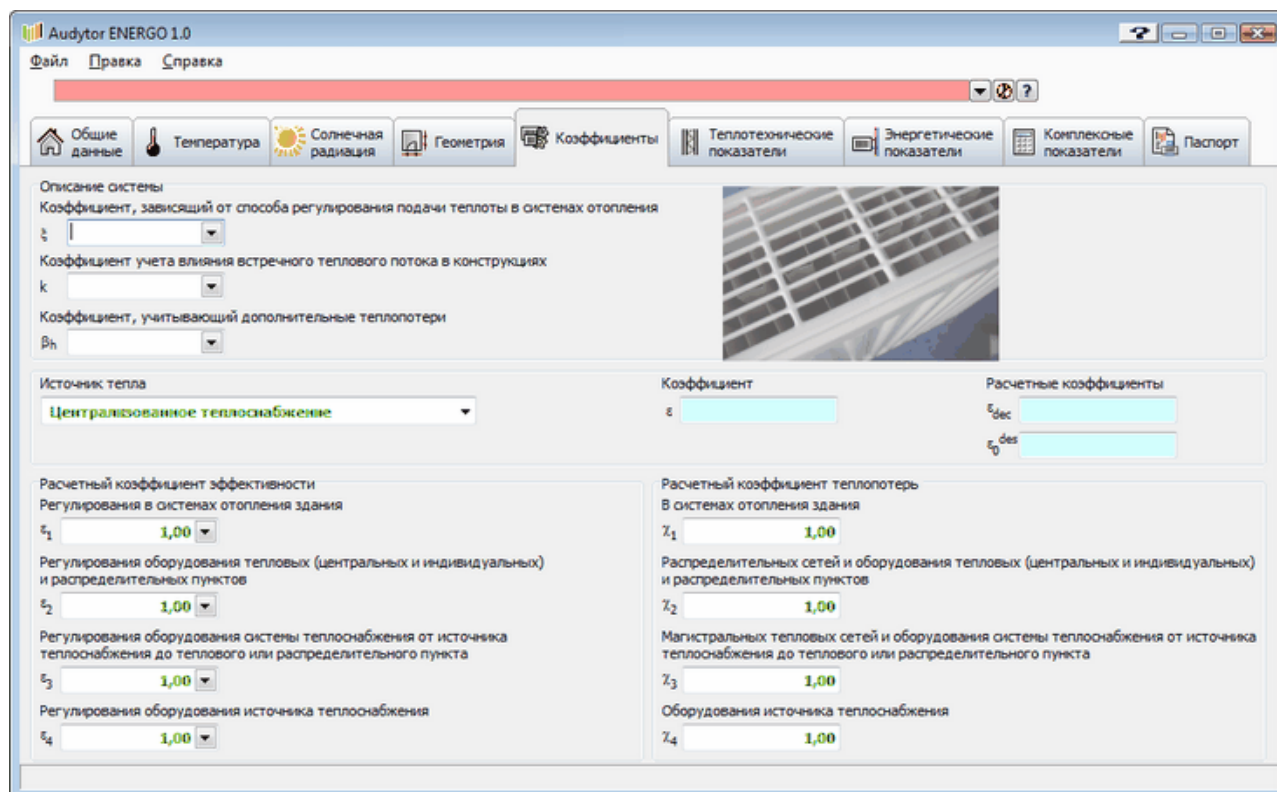 Audytor ENERGO 1.0
Файл Правка Справка
Общие данные
Температура
Солнечная радиация
Геометрия
Коэффициенты
Теплотехнические показатели
Энергетические показатели
Комплексные показатели
Паспорт
Описание системы
Коэффициент, зависящий от способа регулирования подачи теплоты в системах отопления
ξ
Коэффициент учета влияния встречного теплового потока в конструкциях
k
Коэффициент, учитывающий дополнительные теплопотери
βh
Источник тепла
Централизованное теплоснабжение
Коэффициент
ε
Расчетные коэффициенты
εdec
ε0des
Расчетный коэффициент эффективности
Регулирования в системах отопления здания
ε1 1,00
Регулирования оборудования тепловых (центральных и индивидуальных)
и распределительных пунктов
ε2 1,00
Регулирования оборудования системы теплоснабжения от источника
теплоснабжения до теплового или распределительного пункта
ε3 1,00
Регулирования оборудования источника теплоснабжения
ε4 1,00
Расчетный коэффициент теплопотерь
В системах отопления здания
χ1 1,00
Распределительных сетей и оборудования тепловых (центральных и индивидуальных)
и распределительных пунктов
χ2 1,00
Магистральных тепловых сетей и оборудования системы теплоснабжения от источника
теплоснабжения до теплового или распределительного пункта
χ3 1,00
Оборудования источника теплоснабжения
χ4 1,00